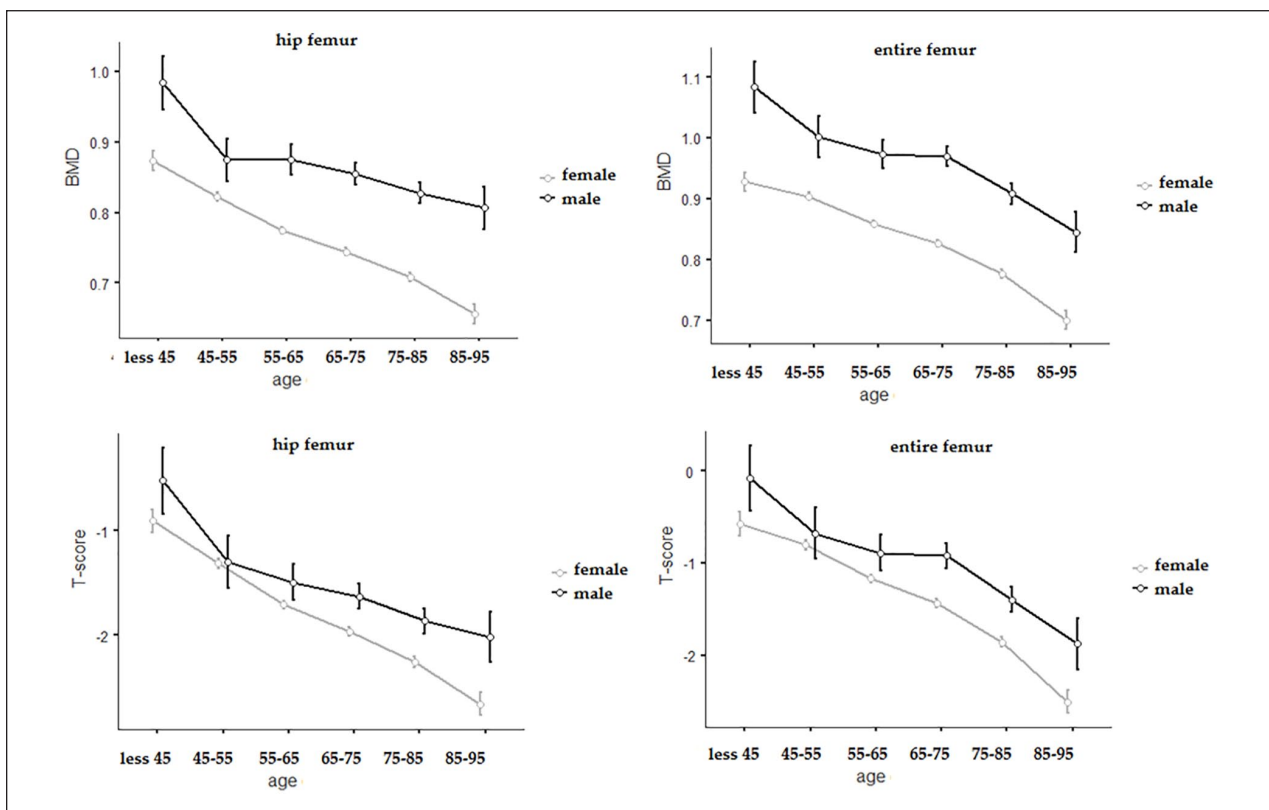 hip femur
1.0
0.9
0.8
0.7
BMD
less 45 45-55 55-65 65-75 75-85 85-95
age
female
male
entire femur
1.1
1.0
0.9
0.8
0.7
BMD
less 45 45-55 55-65 65-75 75-85 85-95
age
female
male
hip femur
-1
-2
T-score
less 45 45-55 55-65 65-75 75-85 85-95
age
female
male
entire femur
0
-1
-2
T-score
less 45 45-55 55-65 65-75 75-85 85-95
age
female
male